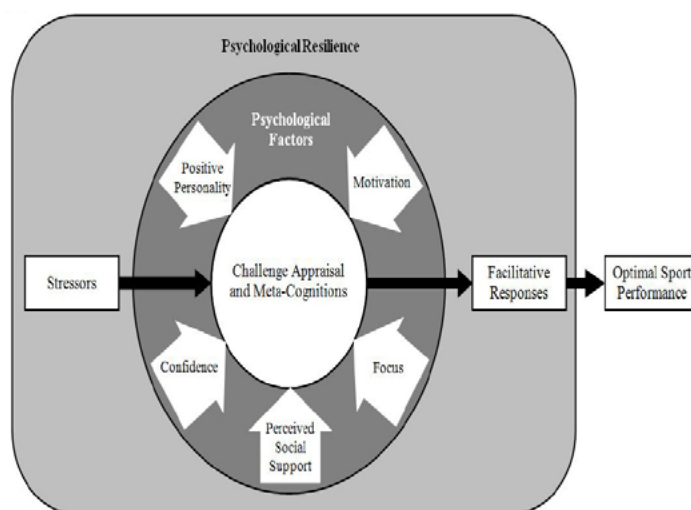 Psychological Resilience
Psychological
Factors
Positive
Personality
Motivation
Stressors
Challenge Appraisal
and Meta-Cognitions
Facilitative
Responses
Optimal Sport
Performance
Confidence
Focus
Perceived
Social
Support